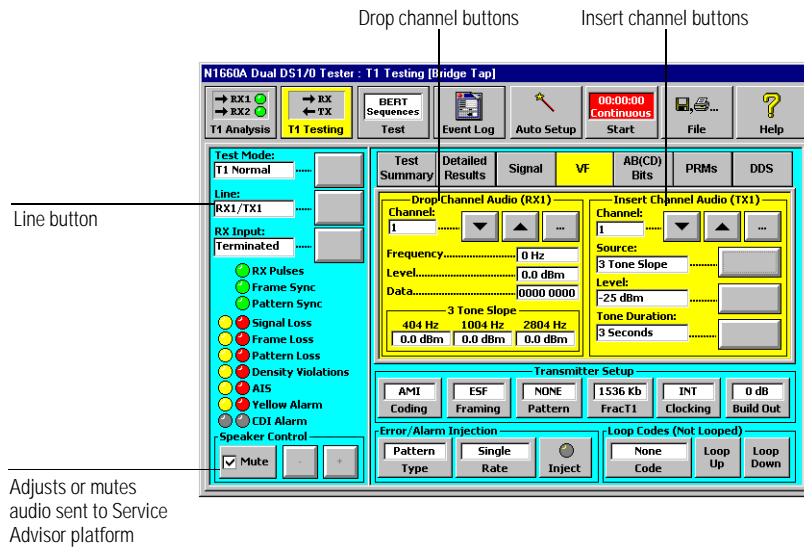 Drop channel buttons
Insert channel buttons
N1660A Dual DS1/0 Tester : T1 Testing [Bridge Tap]
→ RX1
→ RX2
T1 Analysis
→ RX
← TX
T1 Testing
BERT
Sequences
Test
Event Log
Auto Setup
00:00:00
Continuous
Start
File
Help
Test Mode:
T1 Normal
Line:
RX1/TX1
RX Input:
Terminated
RX Pulses
Frame Sync
Pattern Sync
Signal Loss
Frame Loss
Pattern Loss
Density Violations
AIS
Yellow Alarm
CDI Alarm
Speaker Control
Mute
-
+
Test
Summary
Detailed
Results
Signal
VF
AB(CD)
Bits
PRMs
DDS
Drop Channel Audio (RX1)
Channel:
1
...
Frequency
0 Hz
Level
0.0 dBm
Data
0000 0000
3 Tone Slope
404 Hz 1004 Hz 2804 Hz
0.0 dBm 0.0 dBm 0.0 dBm
Insert Channel Audio (TX1)
Channel:
1
...
Source:
3 Tone Slope
Level:
-25 dBm
Tone Duration:
3 Seconds
Transmitter Setup
AMI
Coding
ESF
Framing
NONE
Pattern
1536 Kb
FracT1
INT
Clocking
0 dB
Build Out
Error/Alarm Injection
Pattern
Type
Single
Rate
Inject
Loop Codes (Not Looped)
None
Code
Loop
Up
Loop
Down
Line button
Adjusts or mutes
audio sent to Service
Advisor platform